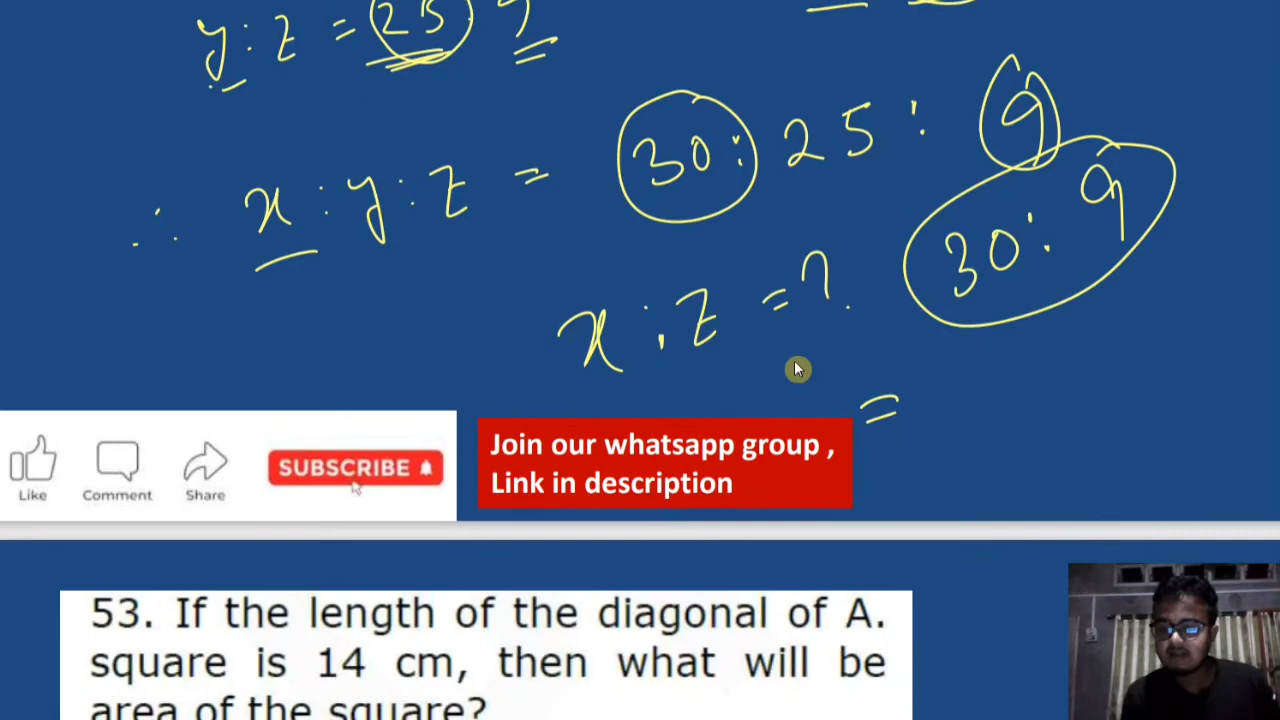 y : z = 25 : 9
∴ x : y : z = 30 : 25 : 9
30 : 9
x : z = ?
=
Join our whatsapp group ,
Link in description
Like Comment Share SUBSCRIBE
53. If the length of the diagonal of A.
square is 14 cm, then what will be
area of the square?